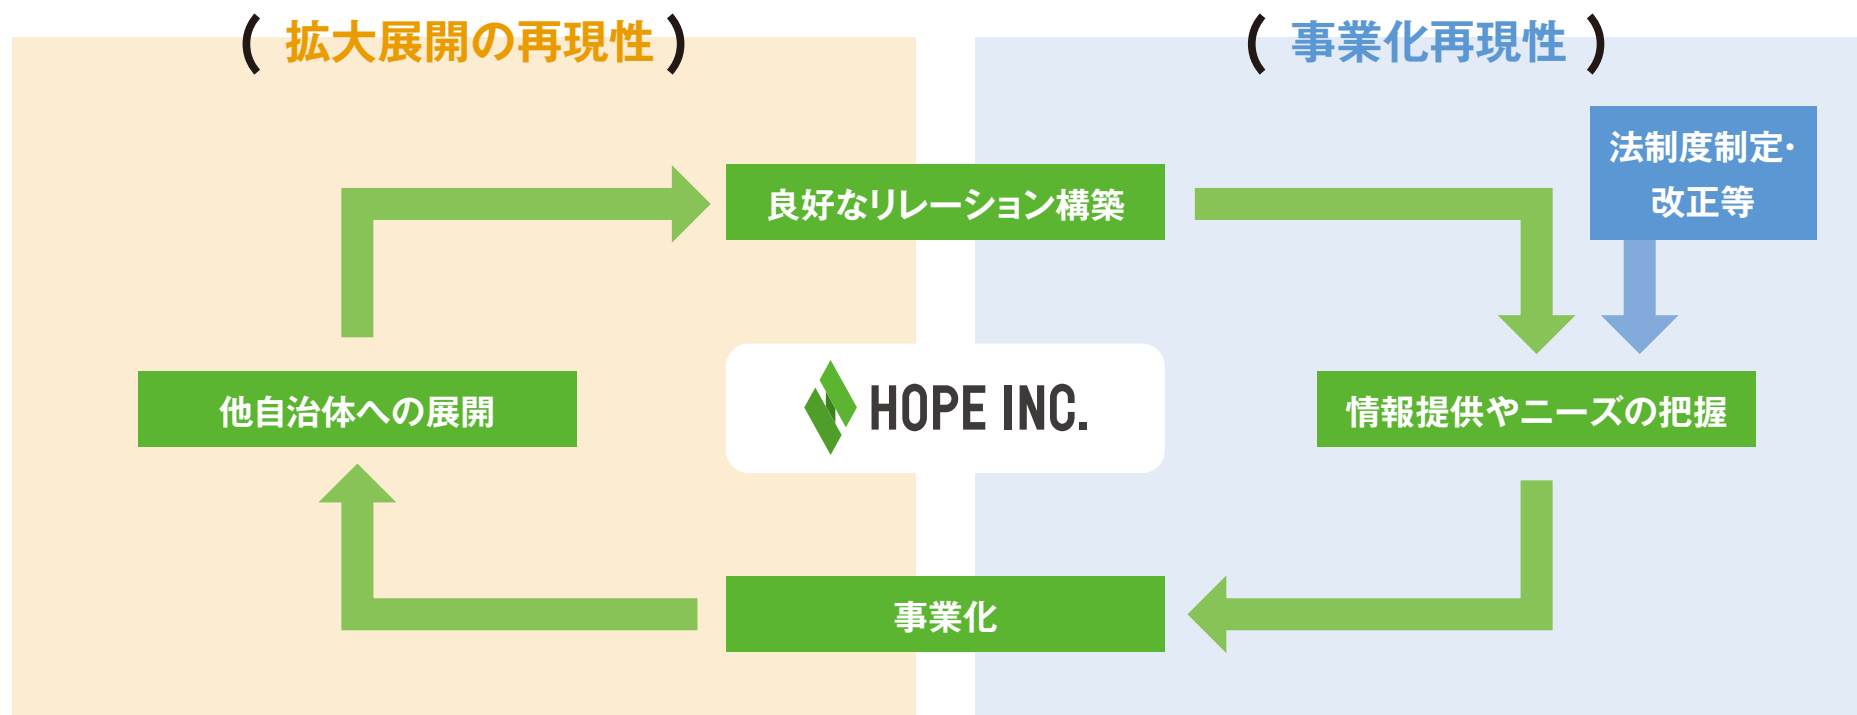 （拡大展開の再現性）
（事業化再現性）
法制度制定・
改正等
良好なリレーション構築
他自治体への展開
HOPE INC.
情報提供やニーズの把握
事業化